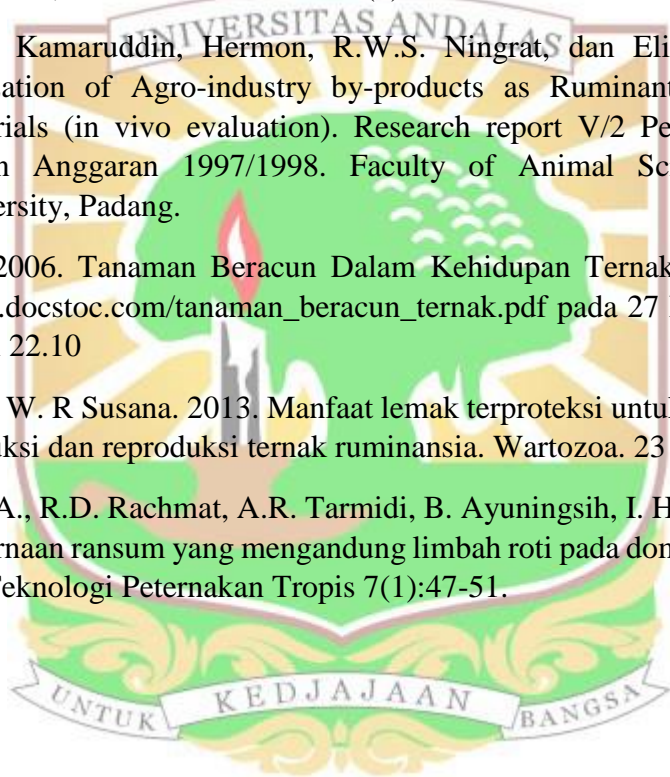 UNIVERSITAS ANDALAS
Kamaruddin, Hermon, R.W.S. Ningrat, dan Eli
ation of Agro-industry by-products as Ruminant
rials (in vivo evaluation). Research report V/2 Pe
n Anggaran 1997/1998. Faculty of Animal Sc
ersity, Padang.
2006. Tanaman Beracun Dalam Kehidupan Ternak
.docstoc.com/tanaman_beracun_ternak.pdf pada 27
22.10
W. R Susana. 2013. Manfaat lemak terproteksi untu
uksi dan reproduksi ternak ruminansia. Wartozoa. 23
A., R.D. Rachmat, A.R. Tarmidi, B. Ayuningsih, I. H
rnaan ransum yang mengandung limbah roti pada don
Teknologi Peternakan Tropis 7(1):47-51.
UNTUK KEDJAJAAN BANGSA